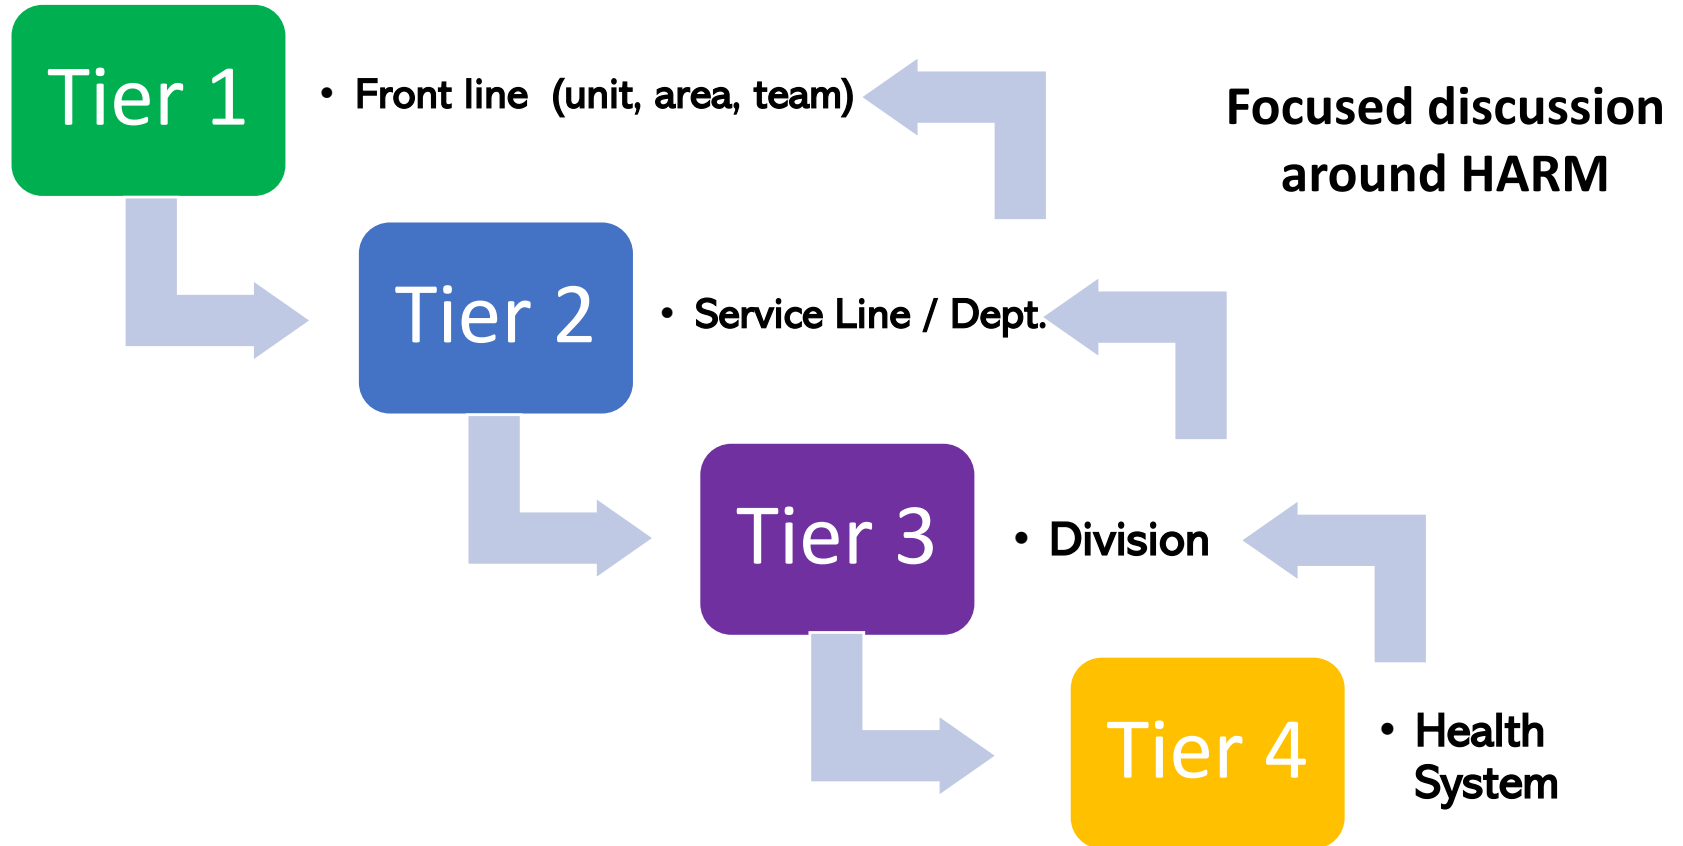 Tier 1
• Front line (unit, area, team)
Focused discussion
around HARM
Tier 2
• Service Line / Dept.
Tier 3
• Division
Tier 4
• Health
System